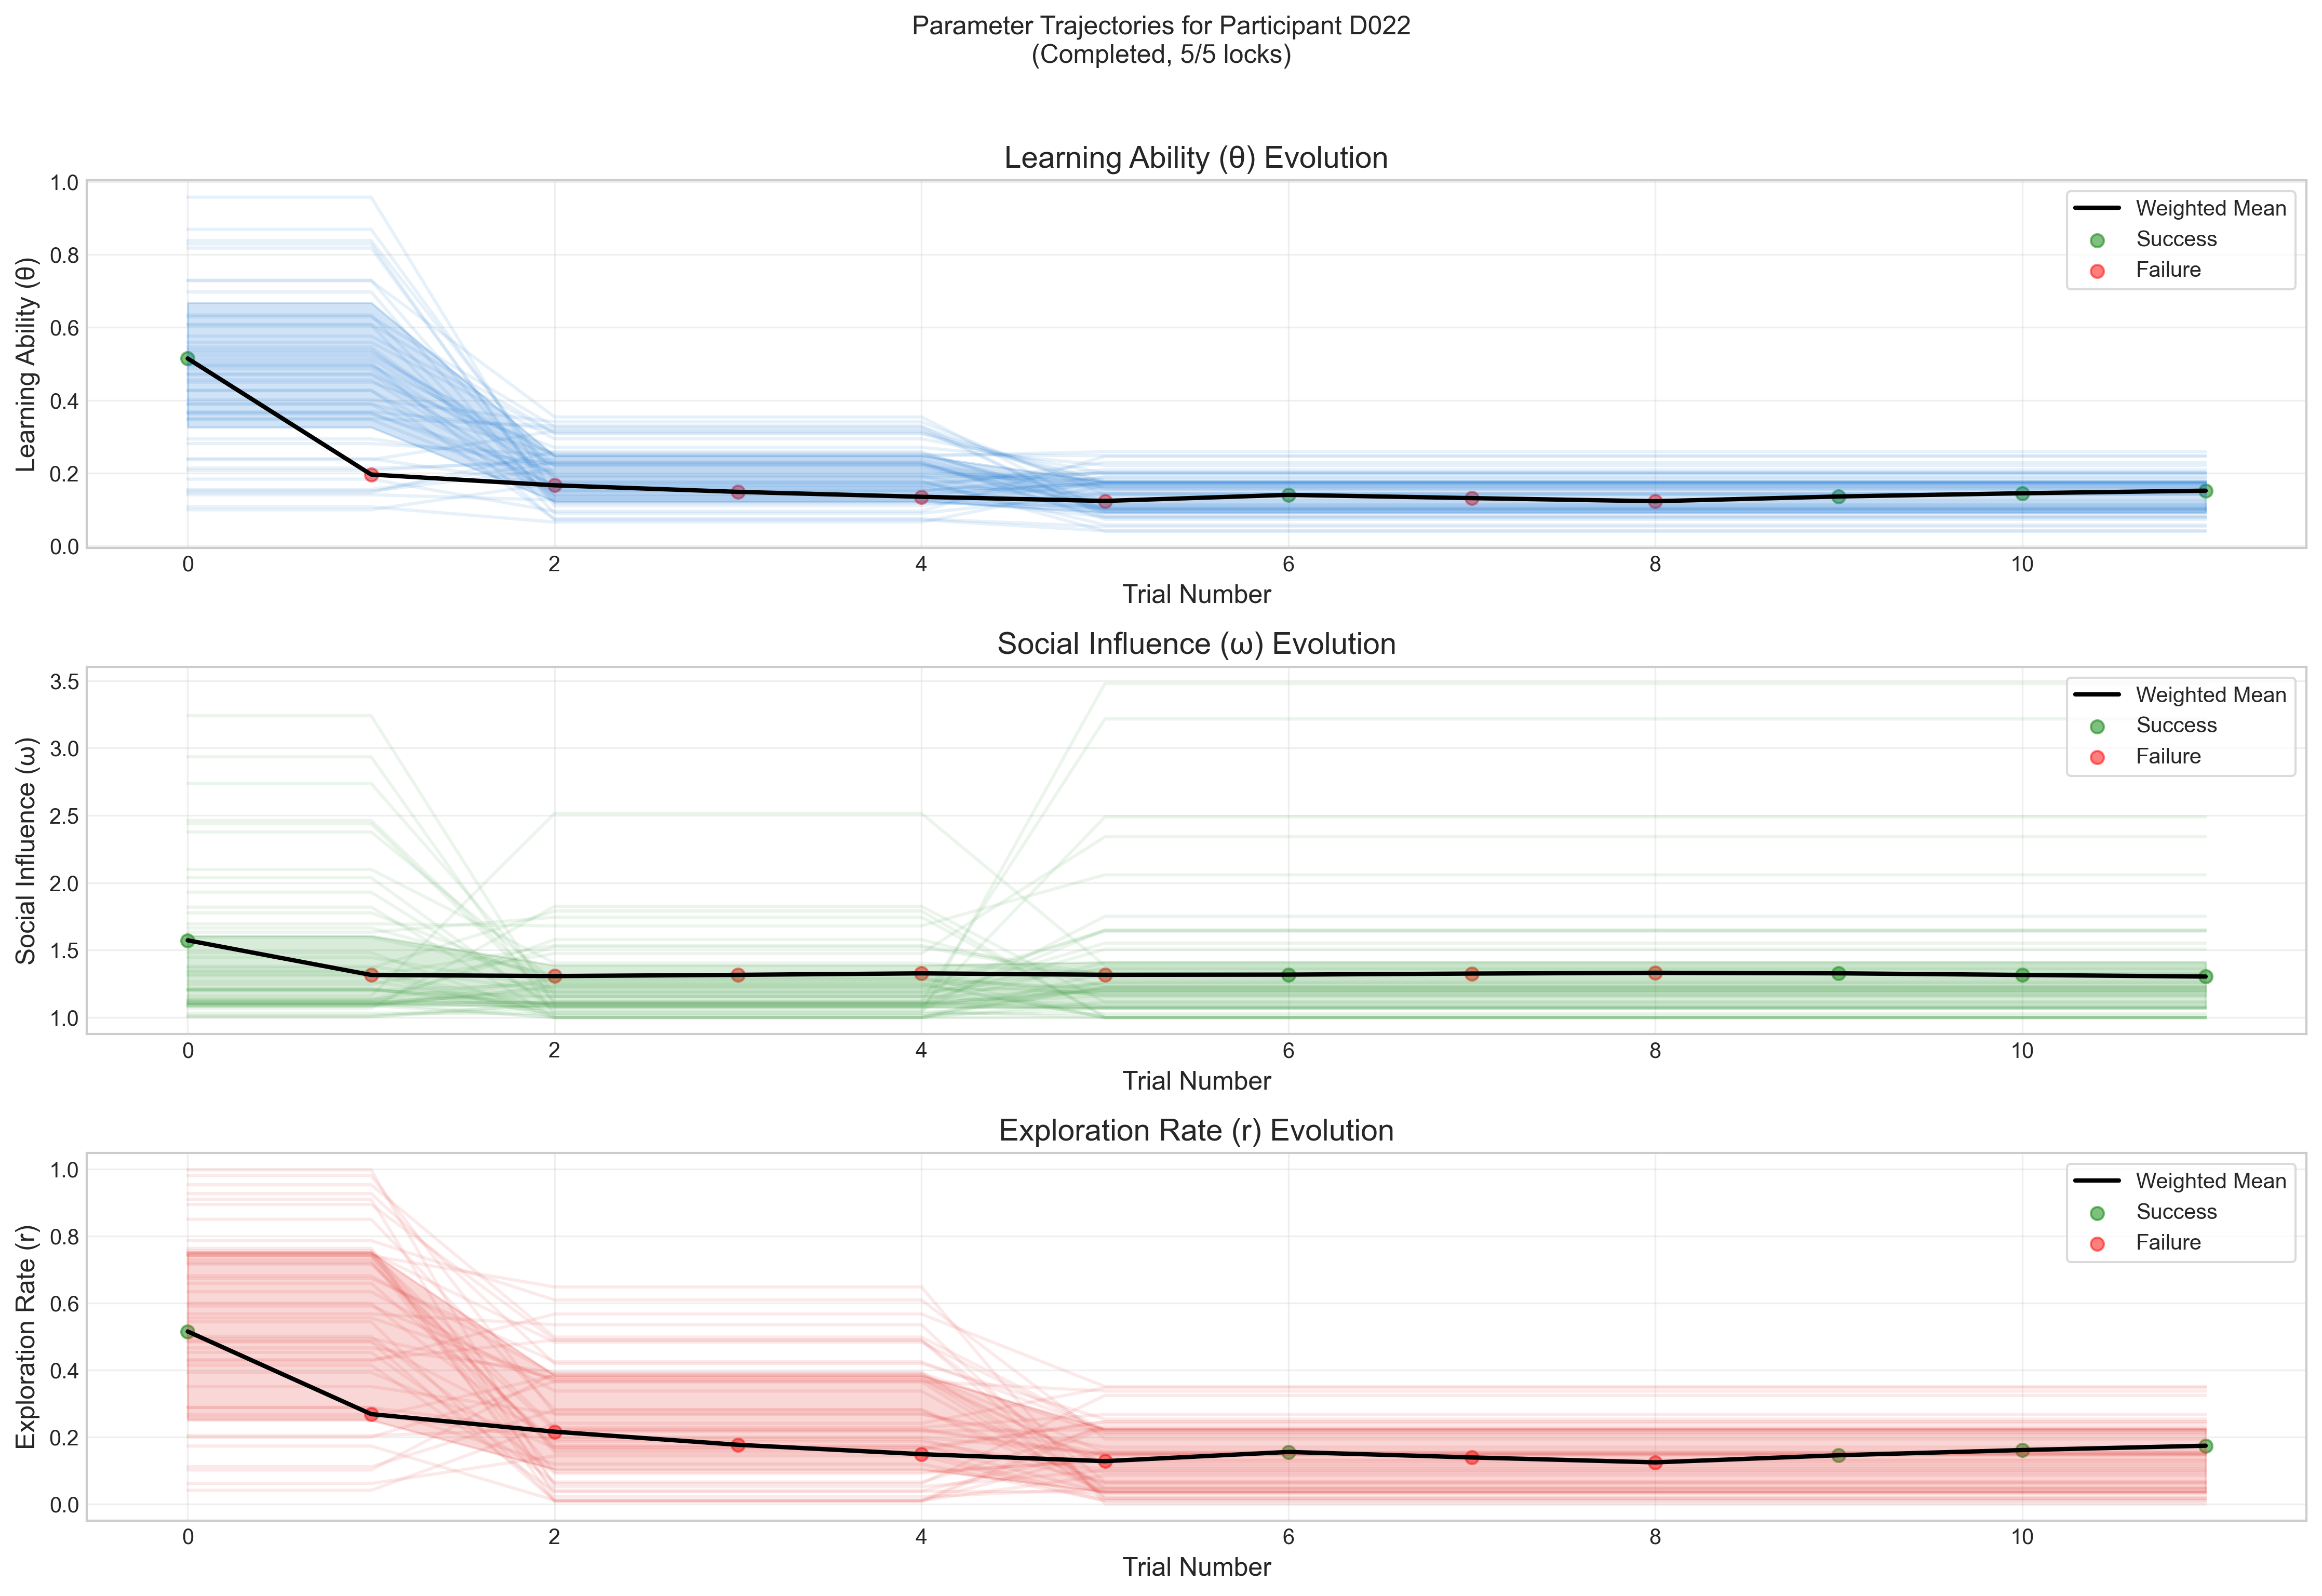 Parameter Trajectories for Participant D022
(Completed, 5/5 locks)
Learning Ability (θ) Evolution
Learning Ability (θ)
1.0
0.8
0.6
0.4
0.2
0.0
Weighted Mean
Success
Failure
0 2 4 6 8 10
Trial Number
Social Influence (ω) Evolution
Social Influence (ω)
3.5
3.0
2.5
2.0
1.5
1.0
Weighted Mean
Success
Failure
0 2 4 6 8 10
Trial Number
Exploration Rate (r) Evolution
Exploration Rate (r)
1.0
0.8
0.6
0.4
0.2
0.0
Weighted Mean
Success
Failure
0 2 4 6 8 10
Trial Number